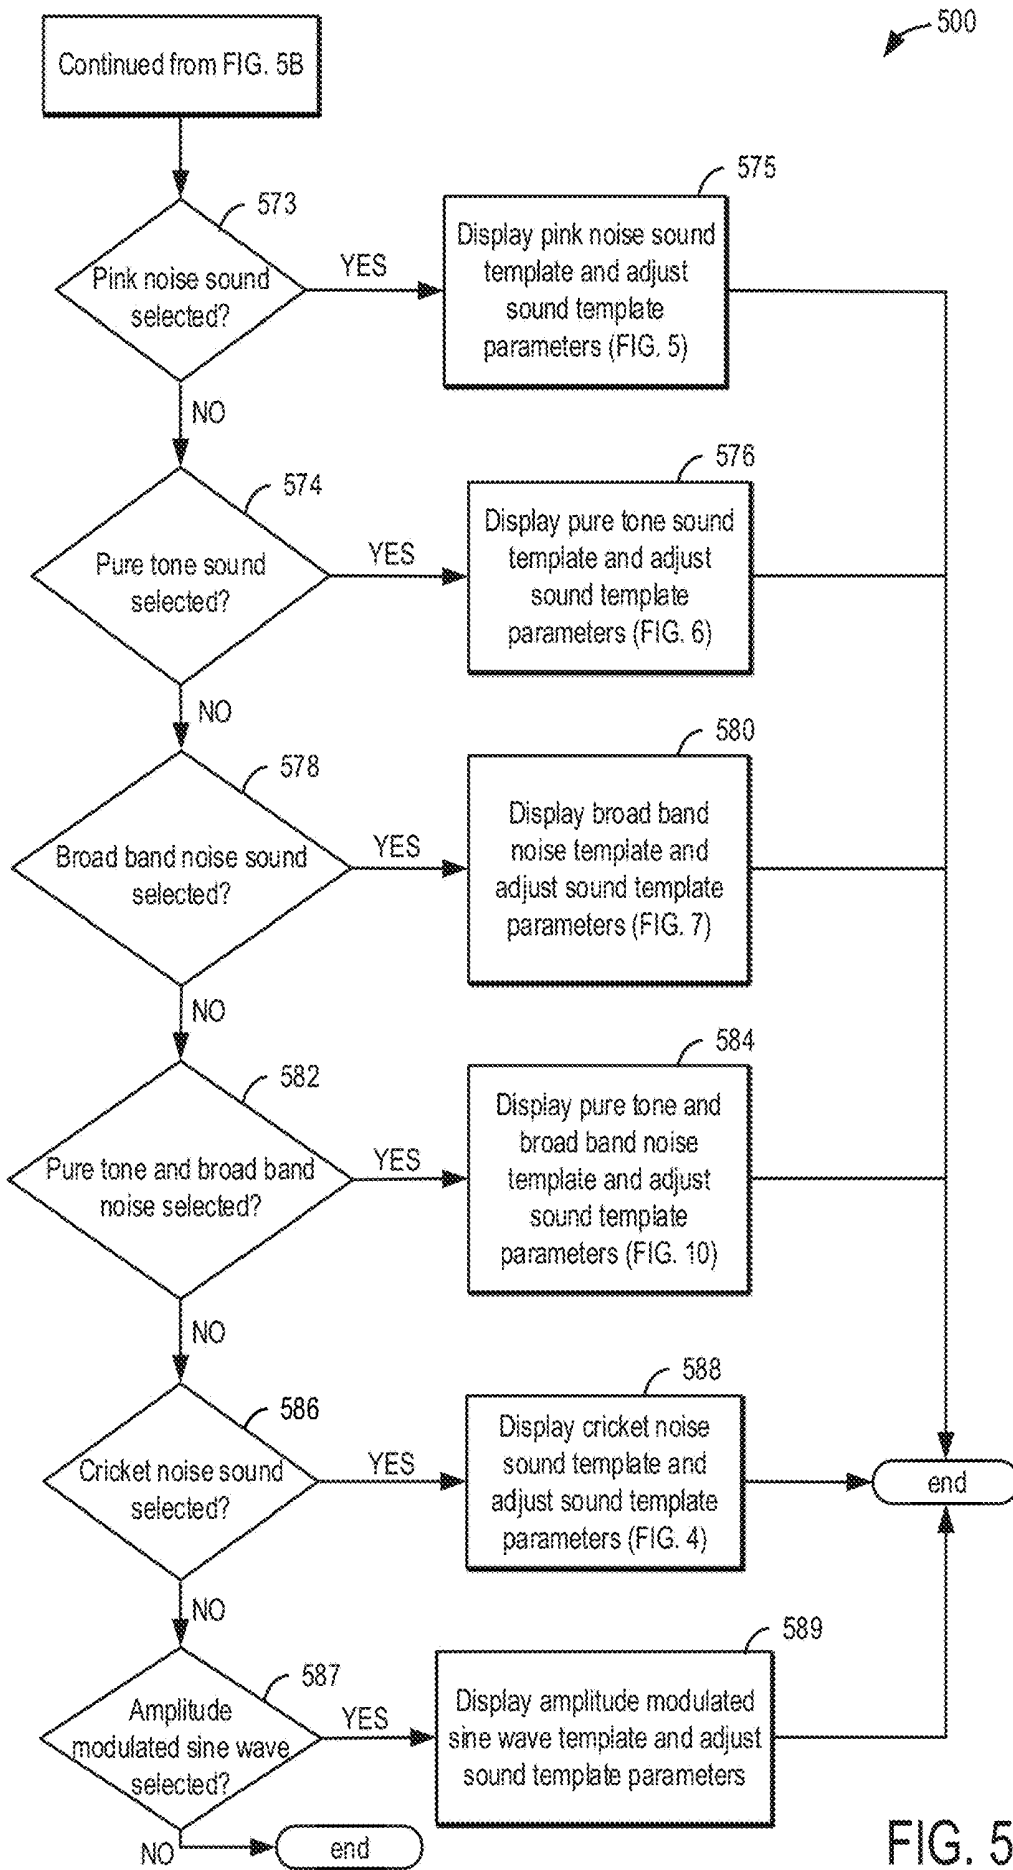 500
Continued from FIG. 5B
573
Pink noise sound
selected?
YES
575
Display pink noise sound
template and adjust
sound template
parameters (FIG. 5)
NO
574
Pure tone sound
selected?
YES
576
Display pure tone sound
template and adjust
sound template
parameters (FIG. 6)
NO
578
Broad band noise sound
selected?
YES
580
Display broad band
noise template and
adjust sound template
parameters (FIG. 7)
NO
582
Pure tone and broad band
noise selected?
YES
584
Display pure tone and
broad band noise
template and adjust
sound template
parameters (FIG. 10)
NO
586
Cricket noise sound
selected?
YES
588
Display cricket noise
sound template and
adjust sound template
parameters (FIG. 4)
end
NO
587
Amplitude
modulated sine wave
selected?
YES
589
Display amplitude modulated
sine wave template and adjust
sound template parameters
NO
end
FIG. 5